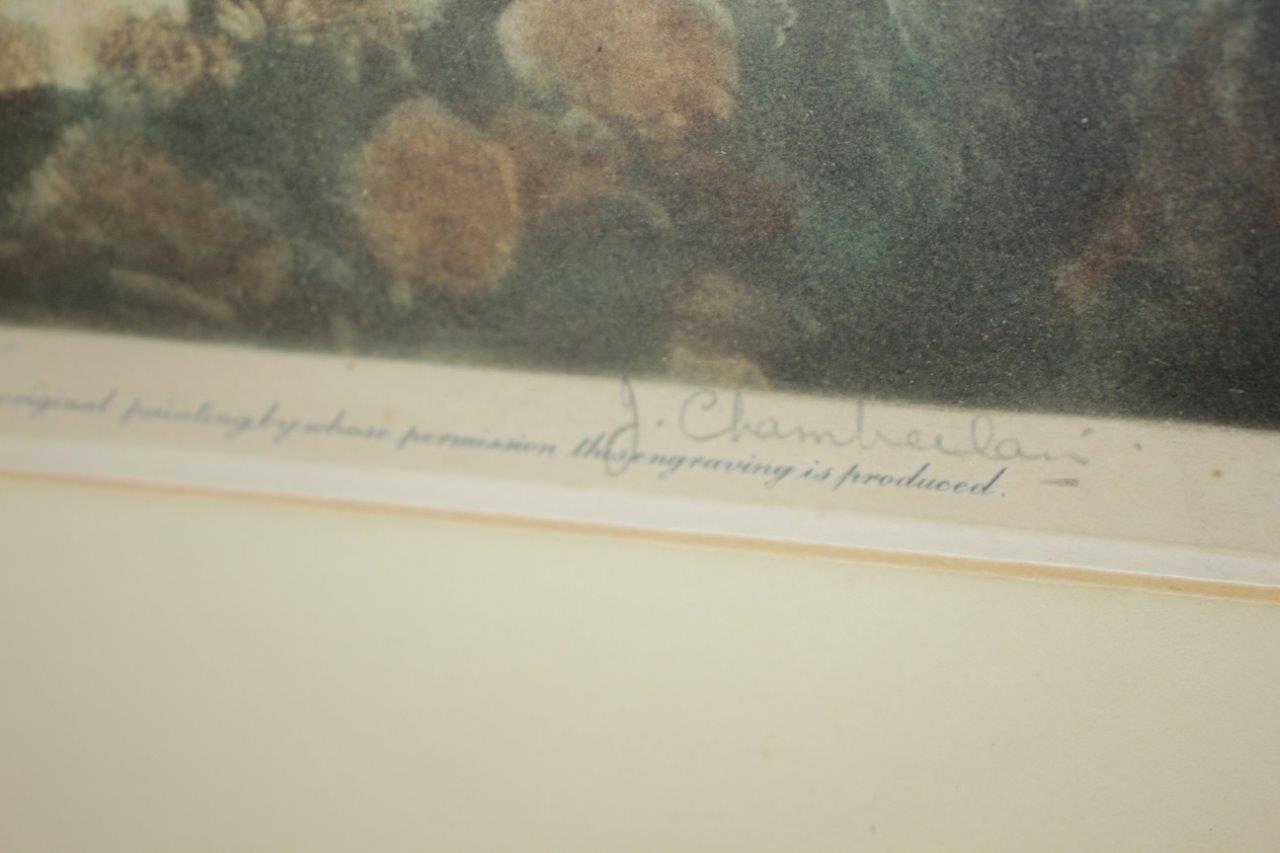 J. Chamberlain
original painting by whose permission this engraving is produced.